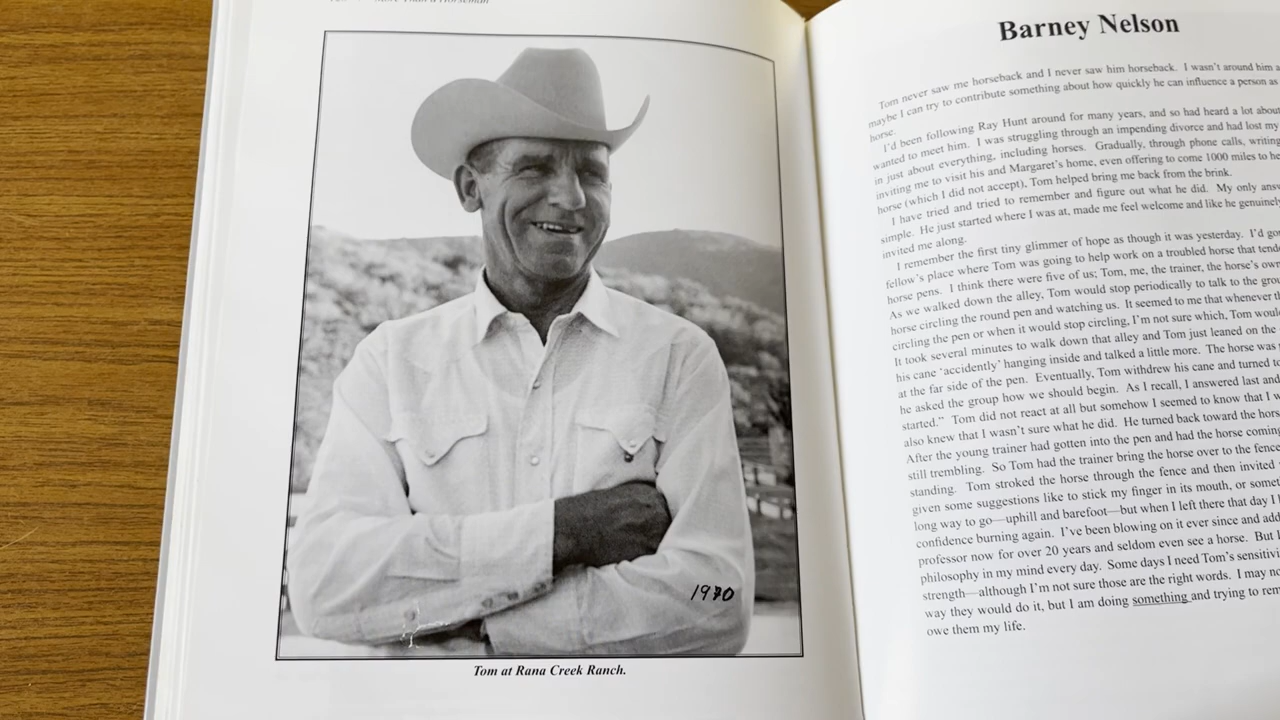 More Than a Horseman
1970
Tom at Rana Creek Ranch.
Barney Nelson
Tom never saw me horseback and I never saw him horseback. I wasn't around him a
maybe I can try to contribute something about how quickly he can influence a person as
horse.
I'd been following Ray Hunt around for many years, and so had heard a lot about
wanted to meet him. I was struggling through an impending divorce and had lost my
in just about everything, including horses. Gradually, through phone calls, writing
inviting me to visit his and Margaret's home, even offering to come 1000 miles to he
horse (which I did not accept), Tom helped bring me back from the brink.
I have tried and tried to remember and figure out what he did. My only answ
simple. He just started where I was at, made me feel welcome and like he genuinely
invited me along.
I remember the first tiny glimmer of hope as though it was yesterday. I'd gon
fellow's place where Tom was going to help work on a troubled horse that tende
horse pens. I think there were five of us; Tom, me, the trainer, the horse's own
As we walked down the alley, Tom would stop periodically to talk to the grou
horse circling the round pen and watching us. It seemed to me that whenever t
circling the pen or when it would stop circling, I'm not sure which, Tom woul
It took several minutes to walk down that alley and Tom just leaned on the
his cane 'accidently' hanging inside and talked a little more. The horse was
at the far side of the pen. Eventually, Tom withdrew his cane and turned to
he asked the group how we should begin. As I recall, I answered last and
started." Tom did not react at all but somehow I seemed to know that I w
also knew that I wasn't sure what he did. He turned back toward the hors
After the young trainer had gotten into the pen and had the horse coming
still trembling. So Tom had the trainer bring the horse over to the fence
standing. Tom stroked the horse through the fence and then invited
given some suggestions like to stick my finger in its mouth, or somet
long way to go—uphill and barefoot—but when I left there that day I
confidence burning again. I've been blowing on it ever since and add
professor now for over 20 years and seldom even see a horse. But I
philosophy in my mind every day. Some days I need Tom's sensitivi
strength—although I'm not sure those are the right words. I may no
way they would do it, but I am doing something and trying to rem
owe them my life.